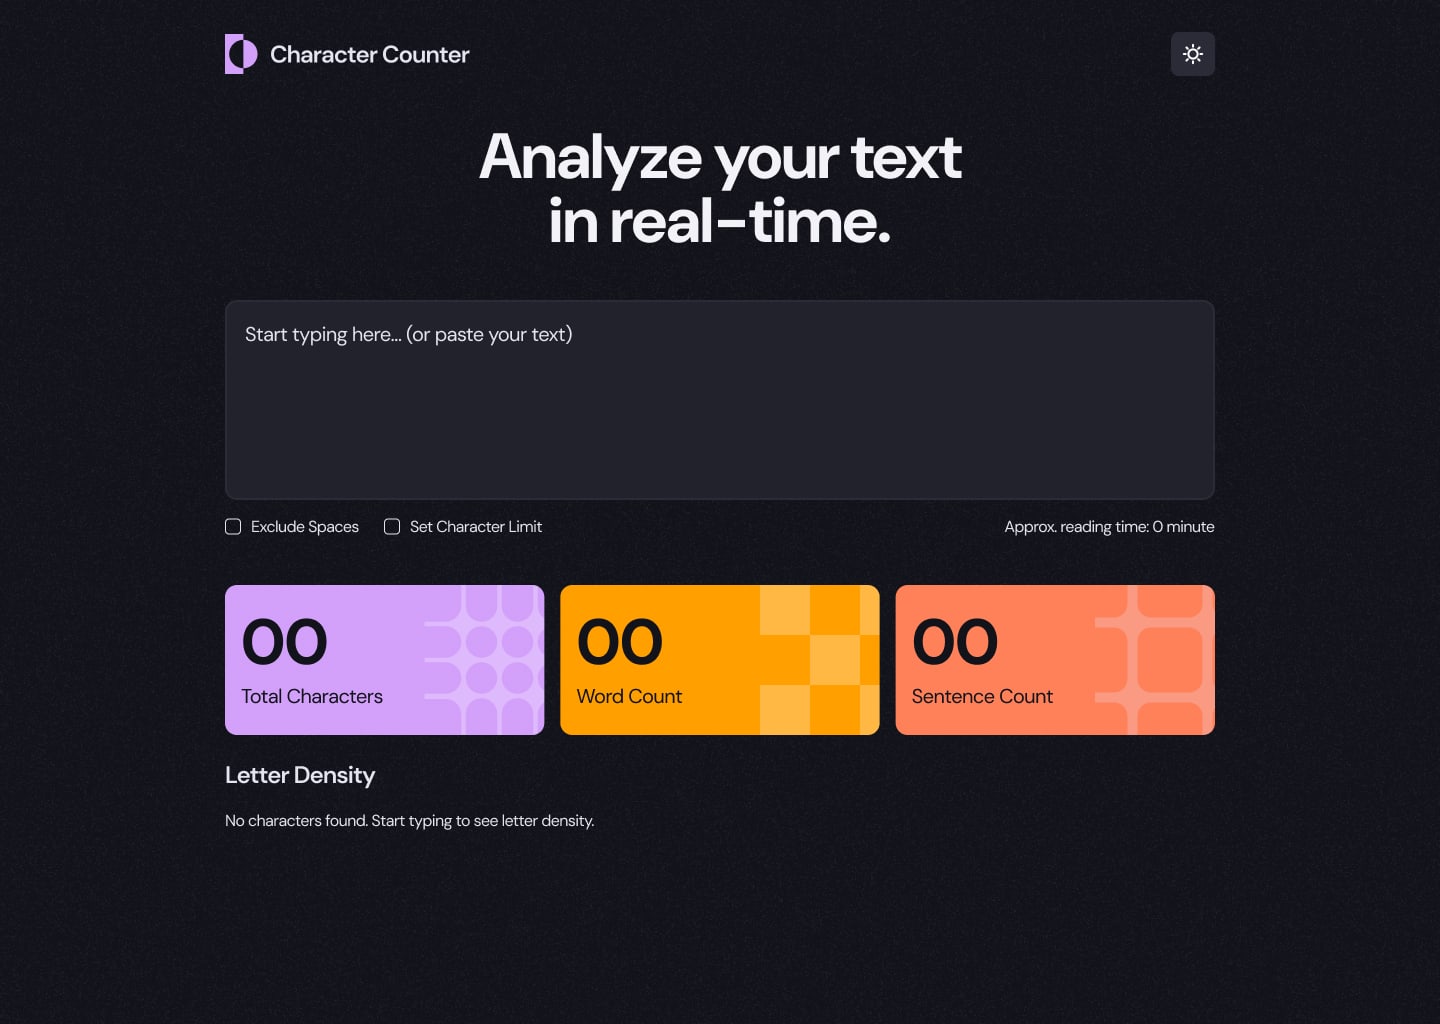 Character Counter
Analyze your text
in real-time.
Start typing here... (or paste your text)
Exclude Spaces
Set Character Limit
Approx. reading time: 0 minute
00
Total Characters
00
Word Count
00
Sentence Count
Letter Density
No characters found. Start typing to see letter density.